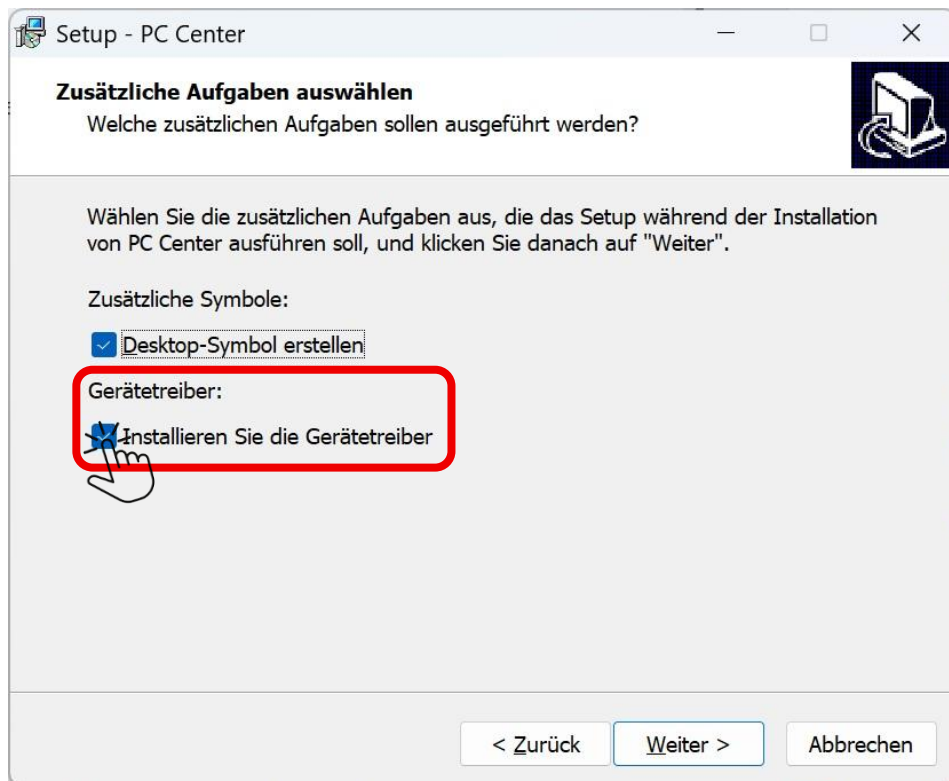 Setup - PC Center
Zusätzliche Aufgaben auswählen
Welche zusätzlichen Aufgaben sollen ausgeführt werden?
Wählen Sie die zusätzlichen Aufgaben aus, die das Setup während der Installation
von PC Center ausführen soll, und klicken Sie danach auf "Weiter".
Zusätzliche Symbole:
Desktop-Symbol erstellen
Gerätetreiber:
Installieren Sie die Gerätetreiber
< Zurück
Weiter >
Abbrechen